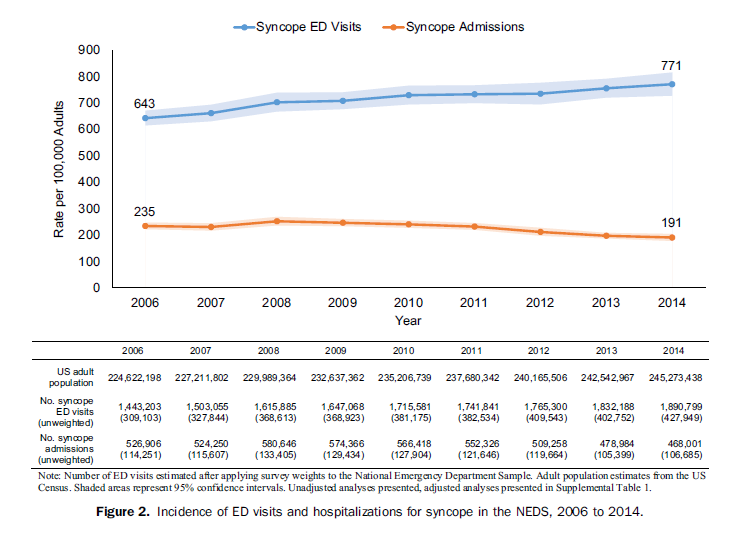 Syncope ED Visits Syncope Admissions
900
800
771
700
643
600
500
400
300
235
200
191
100
0
Rate per 100,000 Adults
2006 2007 2008 2009 2010 2011 2012 2013 2014
Year
2006 2007 2008 2009 2010 2011 2012 2013 2014
US adult
population
224,622,198 227,211,802 229,989,364 232,637,362 235,206,739 237,680,342 240,165,506 242,542,967 245,273,438
No. syncope
ED visits
(unweighted)
1,443,203 1,503,055 1,615,885 1,647,068 1,715,581 1,741,841 1,765,300 1,832,188 1,890,799
(309,103) (327,844) (368,613) (368,923) (381,175) (382,534) (409,543) (402,752) (427,949)
No. syncope
admissions
(unweighted)
526,906 524,250 580,646 574,366 566,418 552,326 509,258 478,984 468,001
(114,251) (115,607) (133,405) (129,434) (127,904) (121,646) (119,664) (105,399) (106,685)
Note: Number of ED visits estimated after applying survey weights to the National Emergency Department Sample. Adult population estimates from the US
Census. Shaded areas represent 95% confidence intervals. Unadjusted analyses presented, adjusted analyses presented in Supplemental Table 1.
Figure 2. Incidence of ED visits and hospitalizations for syncope in the NEDS, 2006 to 2014.